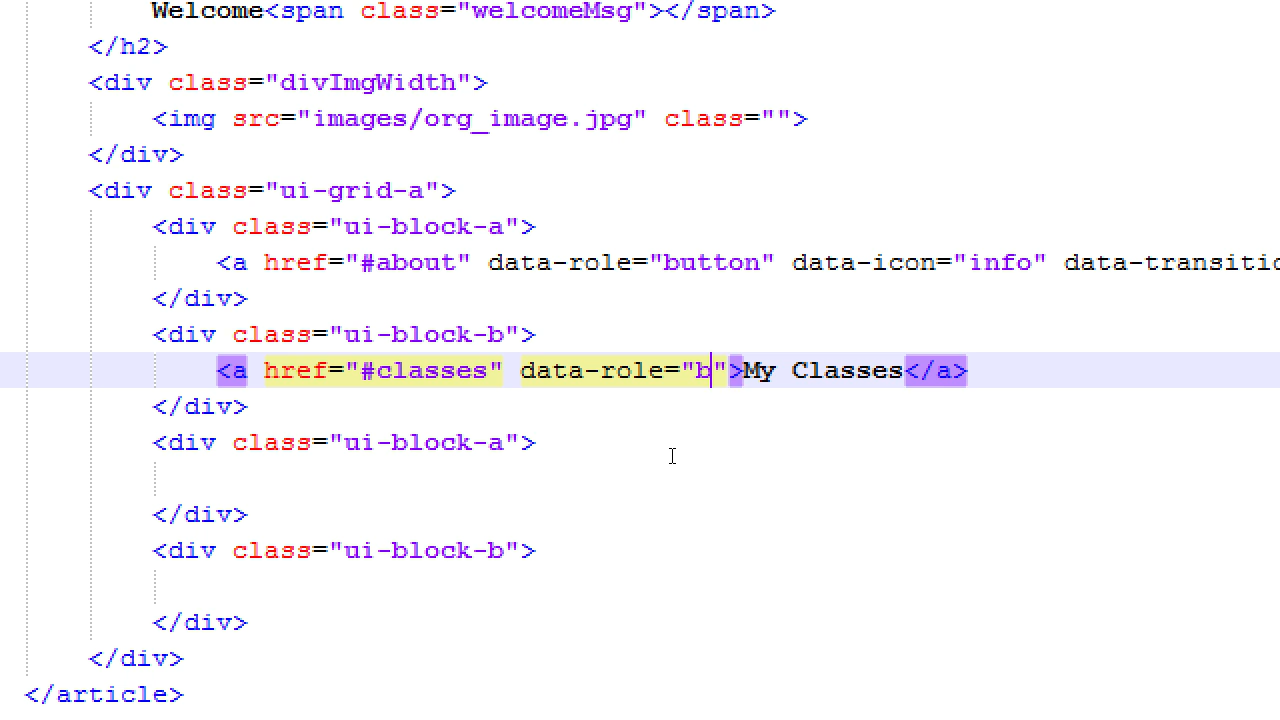 Welcome<span class="welcomeMsg"></span>
</h2>
<div class="divImgWidth">
<img src="images/org_image.jpg" class="">
</div>
<div class="ui-grid-a">
<div class="ui-block-a">
<a href="#about" data-role="button" data-icon="info" data-transitio
</div>
<div class="ui-block-b">
<a href="#classes" data-role="b">My Classes</a>
</div>
<div class="ui-block-a">
</div>
<div class="ui-block-b">
</div>
</div>
</article>